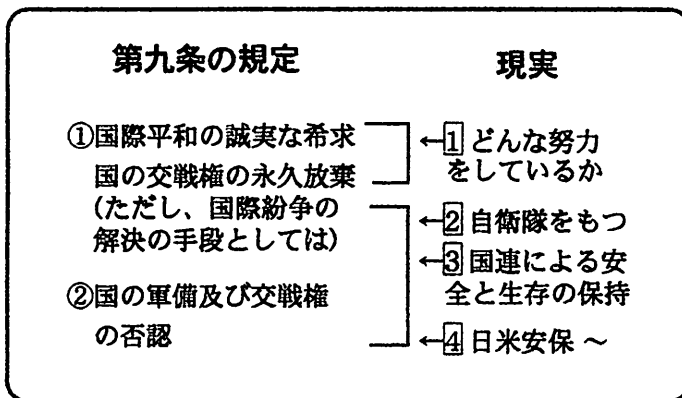 第九条の規定
現実
①国際平和の誠実な希求
国の交戦権の永久放棄
(ただし、国際紛争の
解決の手段としては)
②国の軍備及び交戦権
の否認
←1 どんな努力
をしているか
←2 自衛隊をもつ
←3 国連による安
全と生存の保持
←4 日米安保 ～